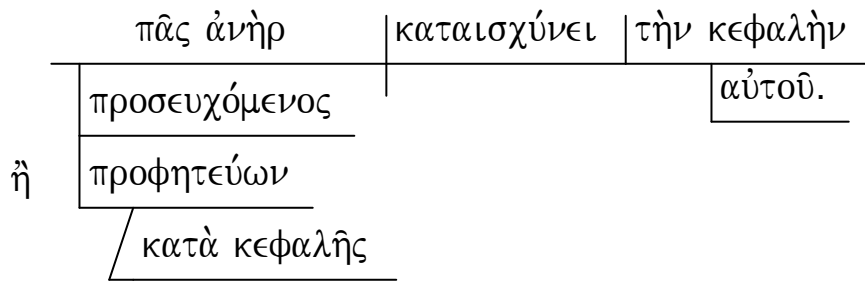 πᾶς ἀνὴρ καταισχύνει τὴν κεφαλὴν
προσευχόμενος αὐτοῦ.
ἢ προφητεύων
κατὰ κεφαλῆς